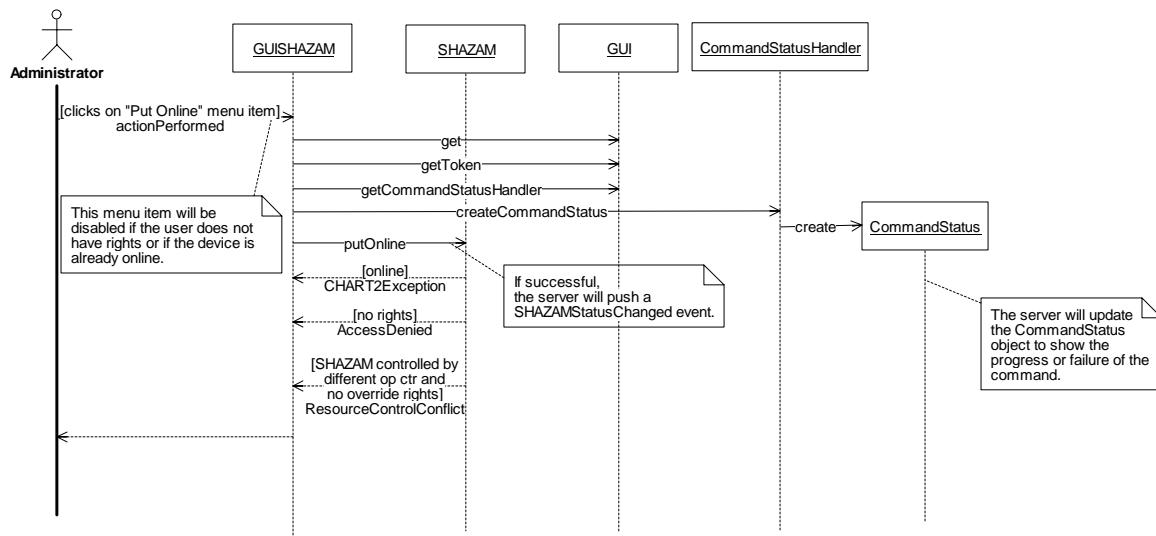 GUISHAZAM
SHAZAM
GUI
CommandStatusHandler
Administrator
[clicks on "Put Online" menu item]
actionPerformed
get
getToken
getCommandStatusHandler
createCommandStatus
This menu item will be
disabled if the user does not
have rights or if the device is
already online.
create
CommandStatus
putOnline
[online]
CHART2Exception
If successful,
the server will push a
SHAZAMStatusChanged event.
[no rights]
AccessDenied
The server will update
the CommandStatus
object to show the
progress or failure of the
command.
[SHAZAM controlled by
different op ctr and
no override rights]
ResourceControlConflict